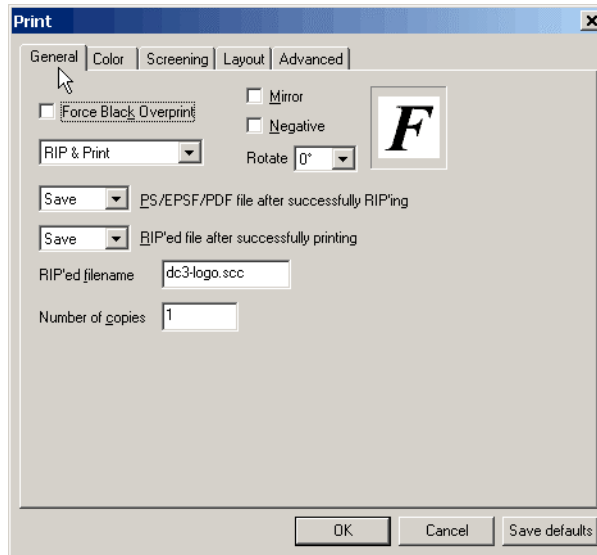 Print
General Color Screening Layout Advanced
Force Black Overprint
Mirror
Negative
F
RIP & Print
Rotate 0°
Save PS/EPSF/PDF file after successfully RIP'ing
Save RIP'ed file after successfully printing
RIP'ed filename dc3-logo.scc
Number of copies 1
OK Cancel Save defaults